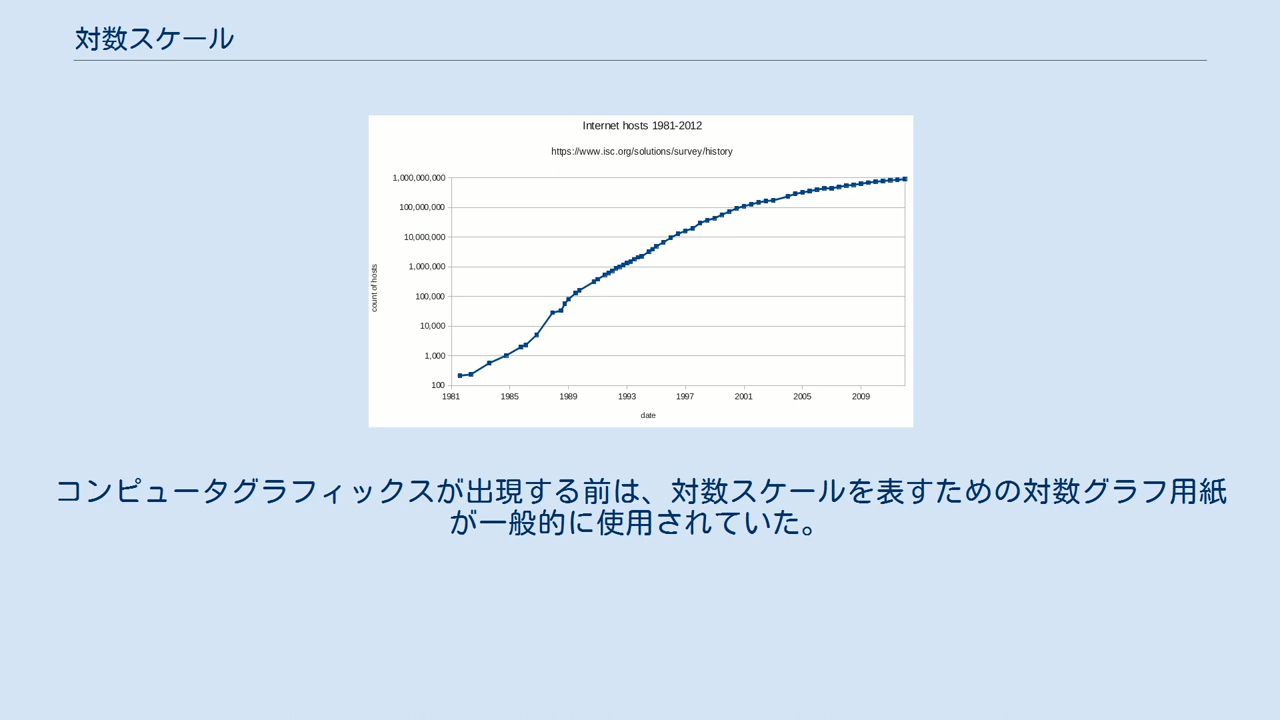 対数スケール
Internet hosts 1981-2012
https://www.isc.org/solutions/survey/history
1,000,000,000
100,000,000
10,000,000
1,000,000
100,000
10,000
1,000
100
count of hosts
1981 1985 1989 1993 1997 2001 2005 2009
date
コンピュータグラフィックスが出現する前は、対数スケールを表すための対数グラフ用紙
が一般的に使用されていた。